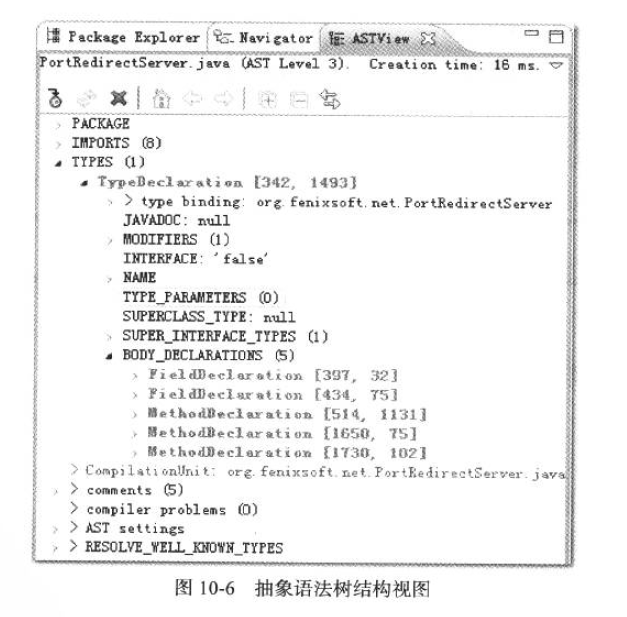 Package Explorer Navigator ASTView
PortRedirectServer.java (AST Level 3). Creation time: 16 ms.
PACKAGE
IMPORTS (8)
TYPES (1)
TypeDeclaration [342, 1493]
> type binding: org.fenixsoft.net.PortRedirectServer
JAVADOC: null
MODIFIERS (1)
INTERFACE: 'false'
NAME
TYPE_PARAMETERS (0)
SUPERCLASS_TYPE: null
SUPER_INTERFACE_TYPES (1)
BODY_DECLARATIONS (5)
FieldDeclaration [397, 32]
FieldDeclaration [434, 75]
MethodDeclaration [514, 1131]
MethodDeclaration [1650, 75]
MethodDeclaration [1730, 102]
> CompilationUnit: org.fenixsoft.net.PortRedirectServer.java
> comments (5)
> compiler problems (0)
> AST settings
> RESOLVE_WELL_KNOWN_TYPES
图 10-6 抽象语法树结构视图